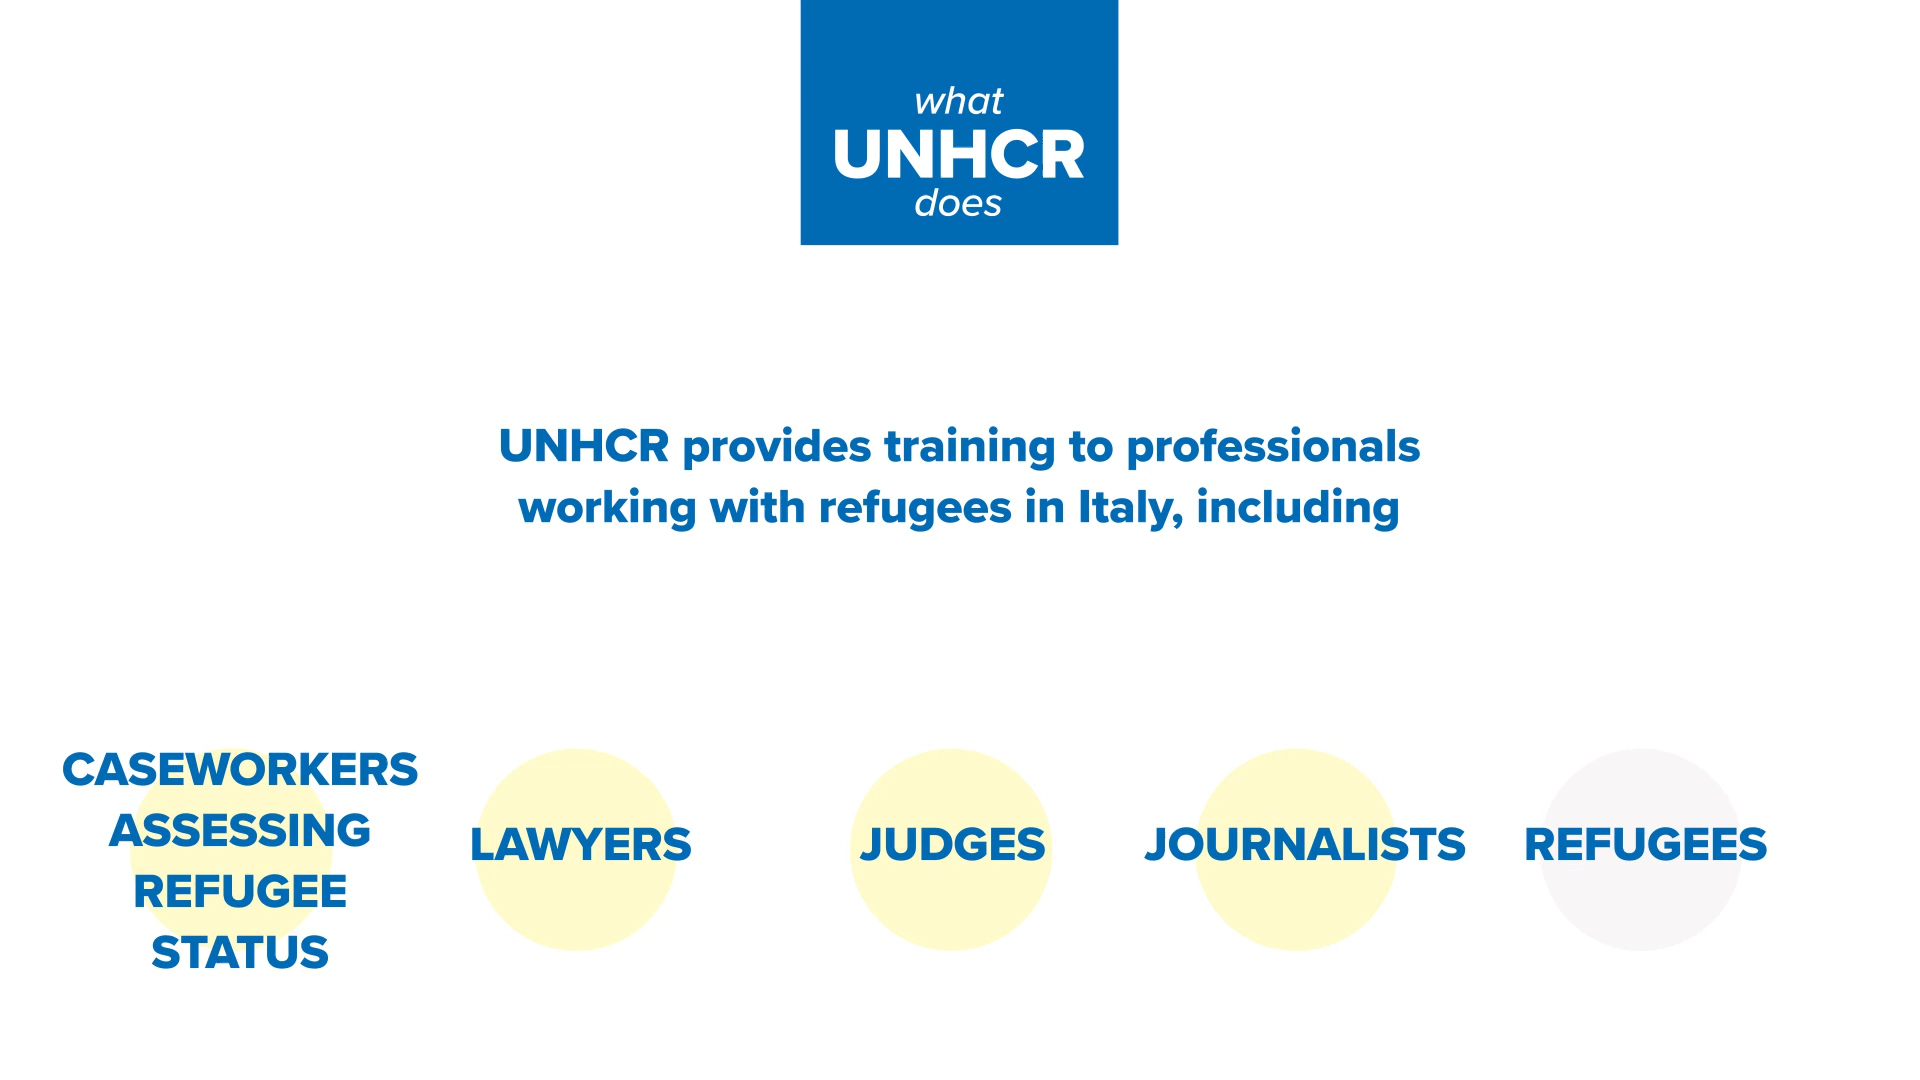 what
UNHCR
does
UNHCR provides training to professionals
working with refugees in Italy, including
CASEWORKERS
ASSESSING
REFUGEE
STATUS
LAWYERS
JUDGES
JOURNALISTS
REFUGEES